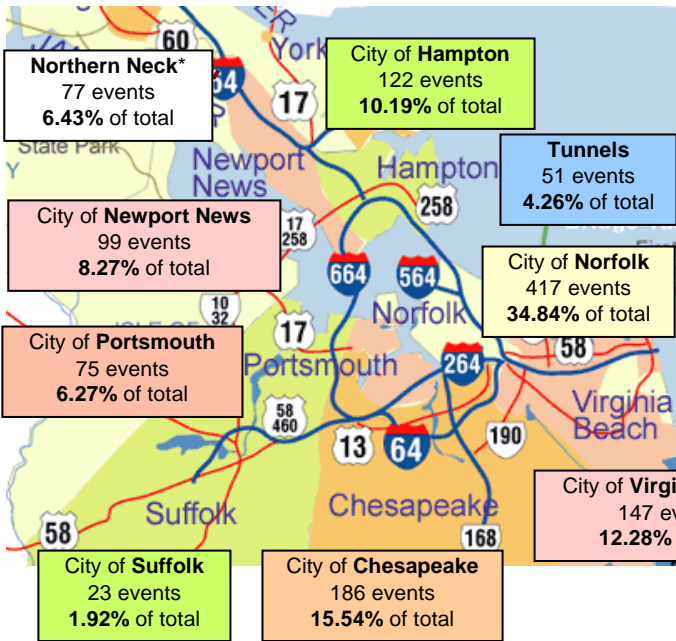 60
York
64
17
Northern Neck*
77 events
6.43% of total
City of Hampton
122 events
10.19% of total
State Park
Newport
News
Hampton
258
Tunnels
51 events
4.26% of total
17
258
City of Newport News
99 events
8.27% of total
664
564
Norfolk
City of Norfolk
417 events
34.84% of total
10
32
17
58
City of Portsmouth
75 events
6.27% of total
Portsmouth
264
Virginia
Beach
58
460
13
64
190
Suffolk
Chesapeake
58
168
City of Virgi
147 ev
12.28%
City of Suffolk
23 events
1.92% of total
City of Chesapeake
186 events
15.54% of total